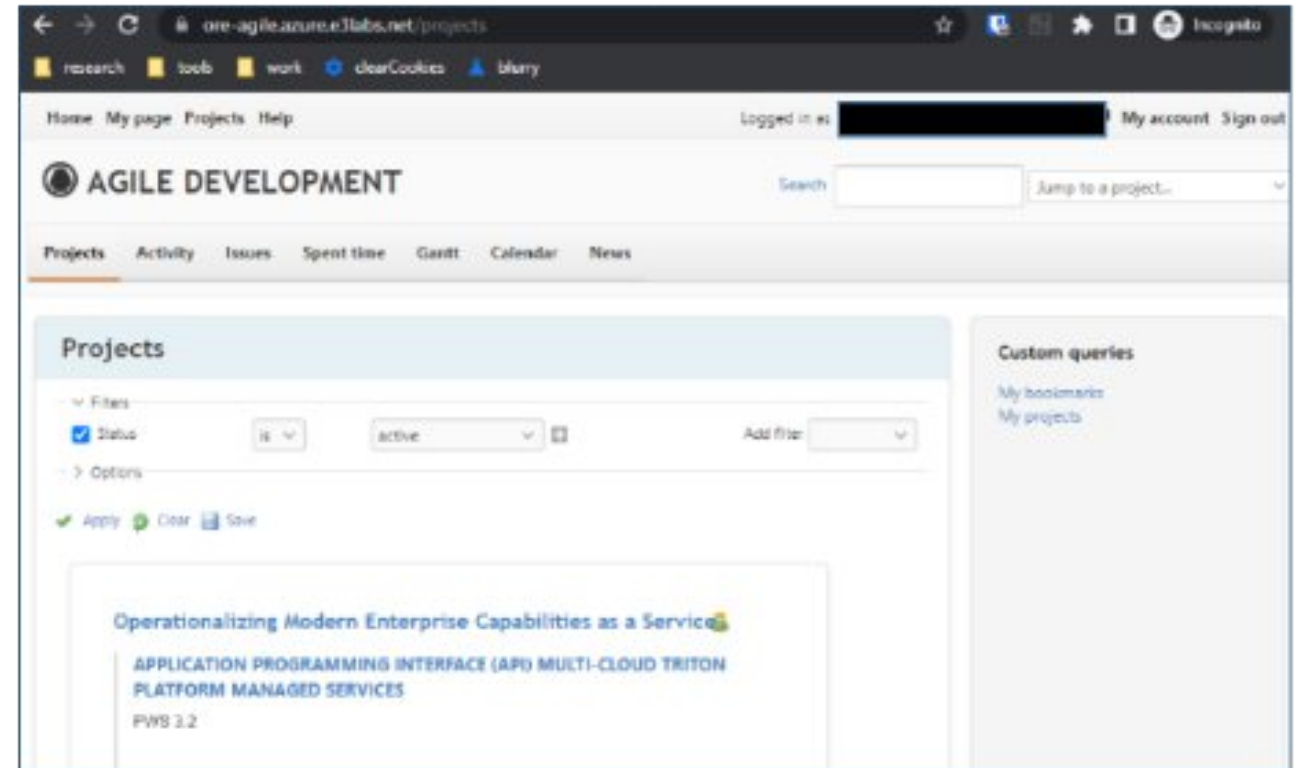 ore-agile.azure.e3labs.net/projects Incognito
research tools work clearCookies blurry
Home My page Projects Help Logged in as My account Sign out
AGILE DEVELOPMENT Search Jump to a project...
Projects Activity Issues Spent time Gantt Calendar News
Projects
Custom queries
Filters
My bookmarks
Status is active Add filter
My projects
Options
Apply Clear Save
Operationalizing Modern Enterprise Capabilities as a Service
APPLICATION PROGRAMMING INTERFACE (API) MULTI-CLOUD TRITON
PLATFORM MANAGED SERVICES
PWS 3.2